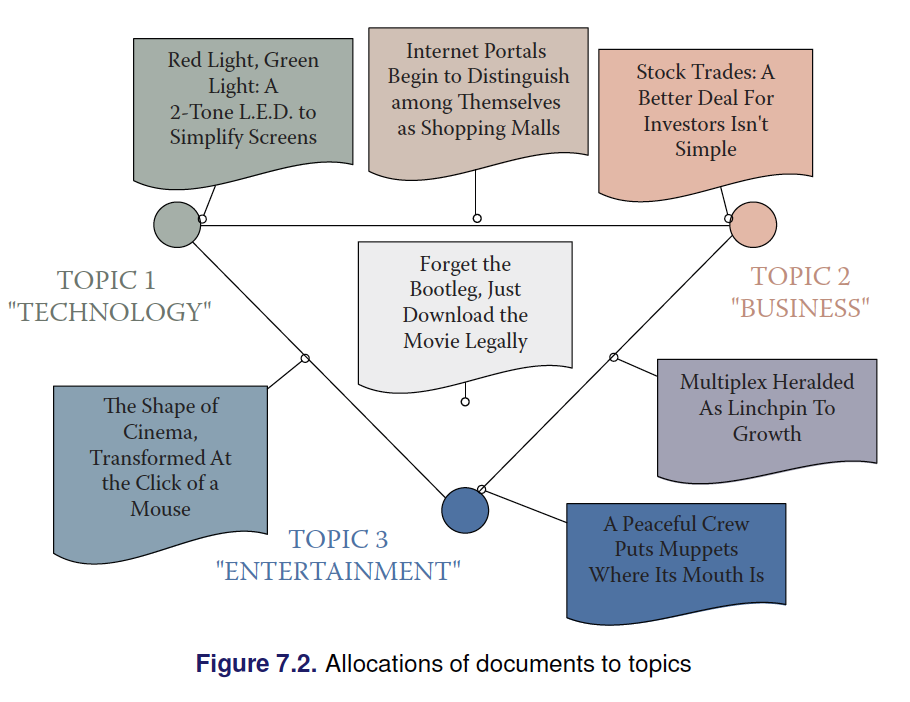 Red Light, Green
Light: A
2-Tone L.E.D. to
Simplify Screens
Internet Portals
Begin to Distinguish
among Themselves
as Shopping Malls
Stock Trades: A
Better Deal For
Investors Isn't
Simple
TOPIC 1
"TECHNOLOGY"
Forget the
Bootleg, Just
Download the
Movie Legally
TOPIC 2
"BUSINESS"
The Shape of
Cinema,
Transformed At
the Click of a
Mouse
Multiplex Heralded
As Linchpin To
Growth
TOPIC 3
"ENTERTAINMENT"
A Peaceful Crew
Puts Muppets
Where Its Mouth Is
Figure 7.2. Allocations of documents to topics